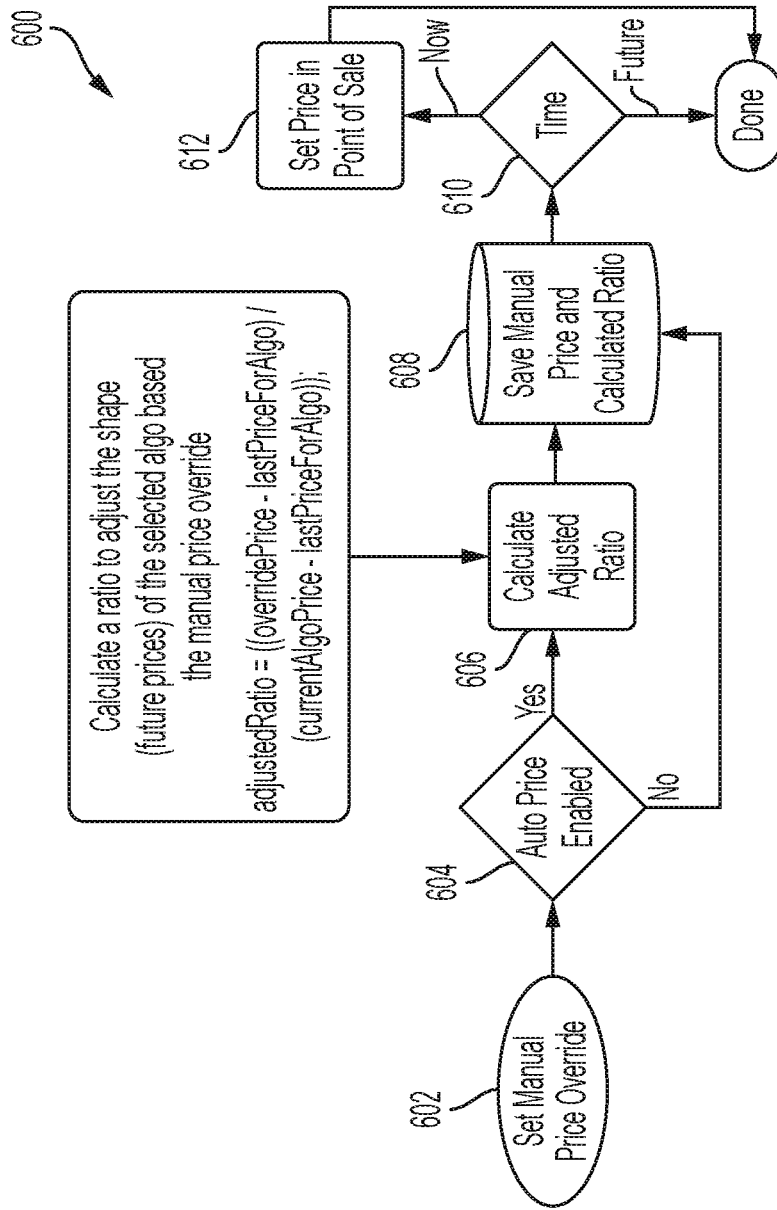 600
Calculate a ratio to adjust the shape
(future prices) of the selected algo based
the manual price override
adjustedRatio = ((overridePrice - lastPriceForAlgo) /
(currentAlgoPrice - lastPriceForAlgo));
602
Set Manual
Price Override
604
Auto Price
Enabled
Yes
No
606
Calculate
Adjusted
Ratio
608
Save Manual
Price and
Calculated Ratio
610
Time
Now
Future
612
Set Price in
Point of Sale
Done